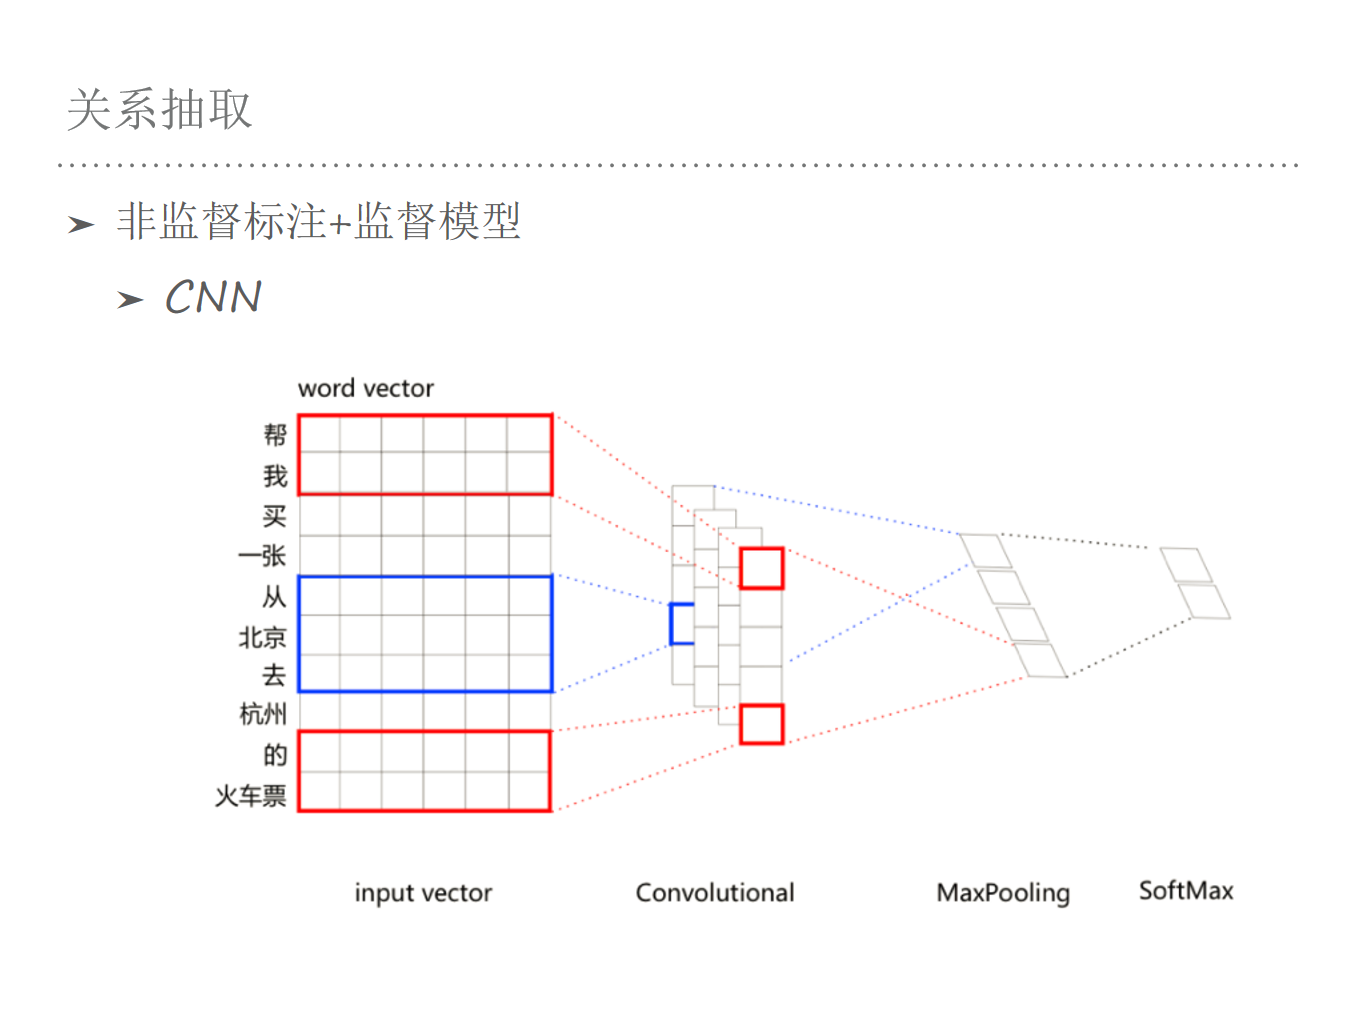 关系抽取
➤ 非监督标注+监督模型
➤ CNN
word vector
帮
我
买
一张
从
北京
去
杭州
的
火车票
input vector
Convolutional
MaxPooling
SoftMax